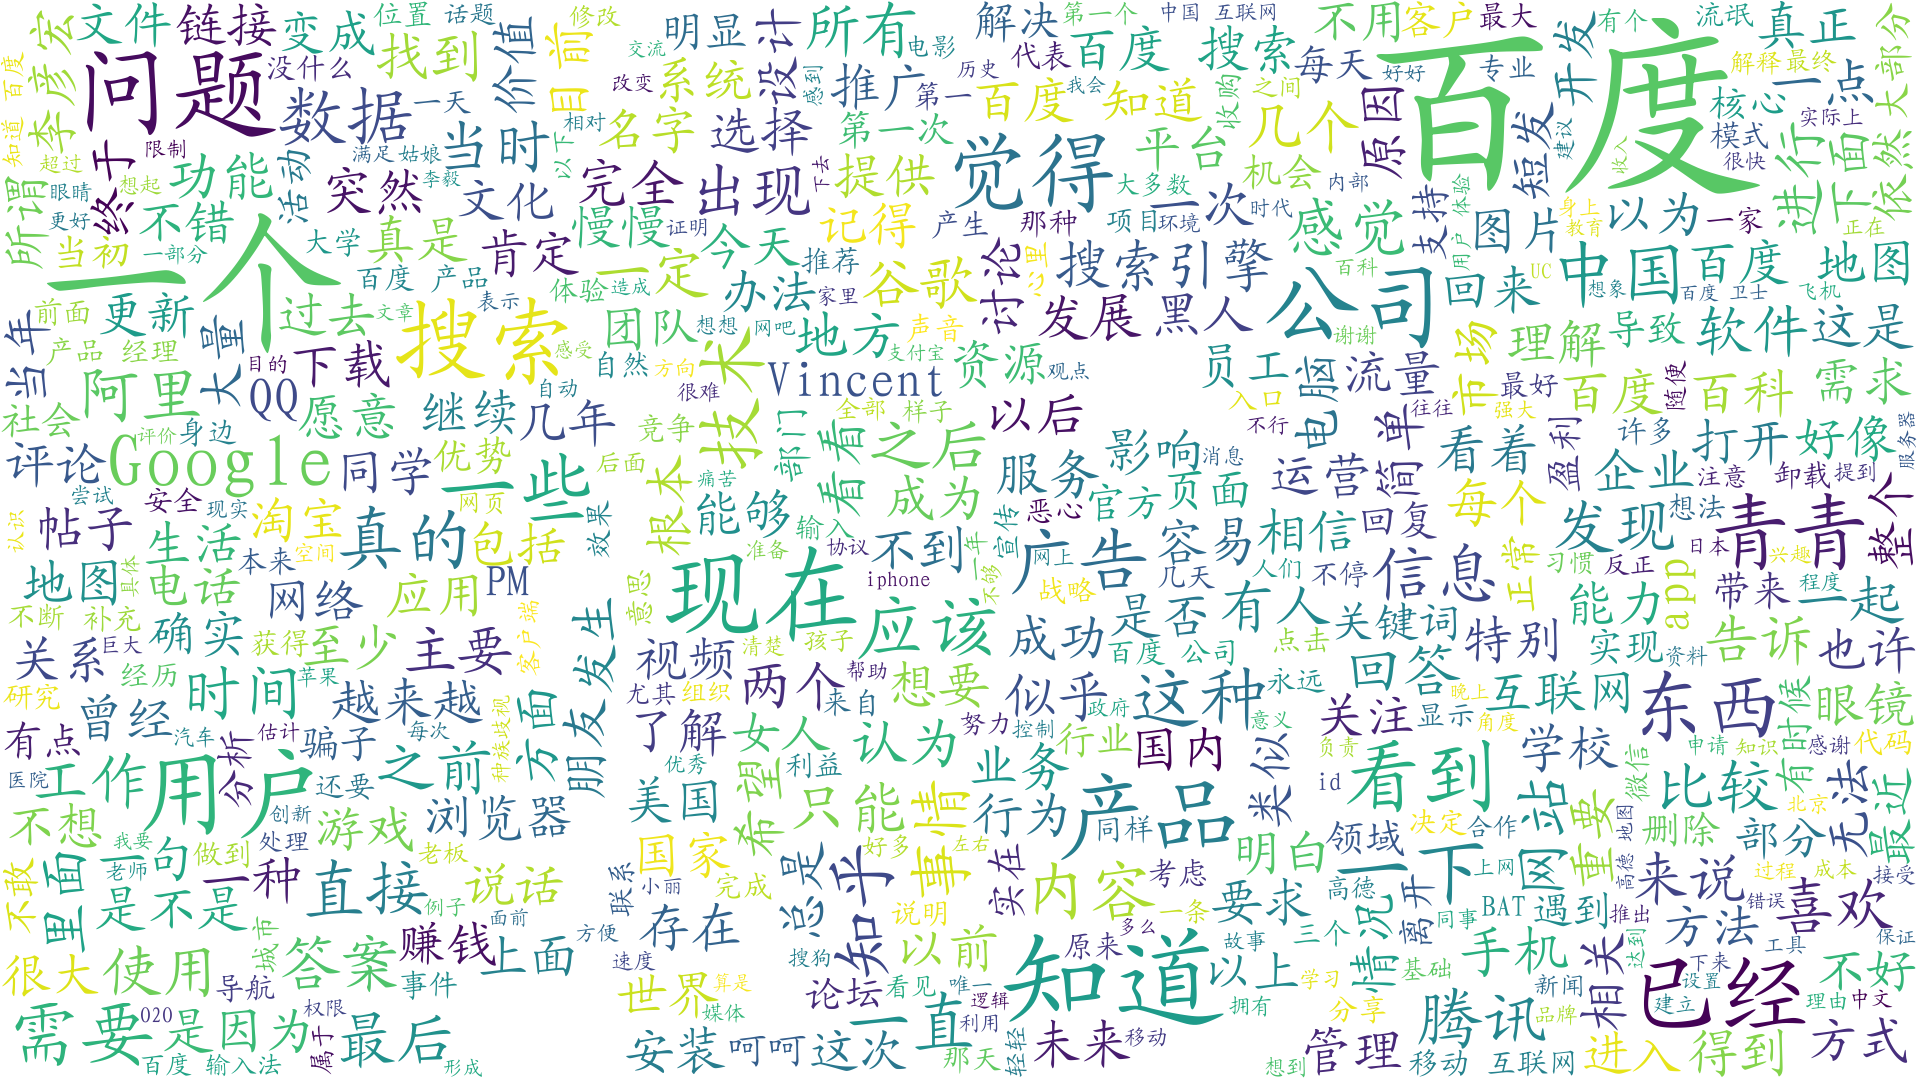 百度
一个
问题
现在
知道
搜索
公司
用户
觉得
产品
已经
看到
Google
Vincent
技术
数据
东西
青青
中国
广告
应该
信息
一些
真的
需要
腾讯
李彦宏
文件
链接
变成
位置
话题
修改
找到
目前
价值
没什么
交流
改变
明显
系统
设计
所有
电影
推广
历史
第一
解决
第一个
中国 互联网
代表
百度 搜索
每天
之间
我会
收购
不用
客户
最大
好好
专业
开发
有个
流氓
真正
解释
最终
一点
大部分
核心
模式
实际上
很快
知道 百度
超过
所谓
眼睛
更好
终于
限制
功能
想起
不错
当初
一部分
活动
满足
姑娘
李毅
突然
当时
一天
文化
相对
以下
名字
选择
完全
出现
提供
下去
感到
第一次
平台
百度 知道
几个
原因
机会
大多数
一次
内部
短发
建议
收入
进行
下面
依然
大学
真是
肯定
慢慢
证明
一定
今天
记得
产生
那种
项目
环境
时代
感觉
支持
体验
用户 体验
图片
以为
一家
身上
教育
正在
前面
更新
大量
当年
过去
文章
百度 产品
表示
体验
造成
推荐
办法
家里
谷歌
讨论
搜索引擎
心里
百科
回来
UC
想象
百度 地图
百度 卫士
飞机
产品 经理
目的
下载
感受
团队
想想
网吧
地方
声音
支付宝
发展
黑人
谢谢
市场
理解
导致
软件
这是
阿里
QQ
社会
愿意
继续
几年
自动
自然
方向
很难
资源
观点
员工
入口
电脑
流量
最好
百度 百科
随便
需求
评论
评价
身边
同学
优势
后面
竞争
部门
全部
样子
看看
之后
以后
不行
影响
消息
简单
往往
强大
看着
盈利
许多
打开
好像
服务器
尝试
帖子
安全
现实
淘宝
网页
包括
效果
根本
能够
痛苦
输入
成为
服务
恶心
宣传
官方
页面
运营
容易
相信
回复
每个
企业
注意
卸载
提到
想法
发现
整个
认识
生活
本来
空间
地图
电话
具体
网络
PM
应用
准备
协议
不到
iphone
一年
不够
网上
战略
几天
人们
不停
正常
习惯
反正
日本
兴趣
app
带来
程度
一起
不断
补充
确实
获得
至少
主要
客户端
发生
意思
视频
清楚
孩子
两个
帮助
想要
成功
是否
有人
百度 公司
点击
关键词
特别
能力
实现
资料
告诉
也许
关系
巨大
经历
时间
苹果
越来越
研究
曾经
有点
汽车
骗子
估计
每次
种族歧视
方面
朋友
尤其
组织
了解
来自
女人
认为
努力
似乎
控制
政府
行业
这种
永远
意义
回答
关注
显示
晚上
角度
互联网
学校
申请
知识
有时候
眼镜
感谢
代码
医院
工作
分析
还要
之前
创新
不想
我要
游戏
浏览器
处理
美国
优秀
希望
利益
只能
业务
行为
国内
同样
类似
id
负责
领域
决定
合作
网站
重要
微信
比较
北京
地图
删除
部分
无法
最近
不敢
里面
一句
老师
做到
是不是
一种
直接
老板
说话
例子
面前
联系
国家
小丽
完成
总是
好多
左右
事情
知乎
说明
实在
内容
考虑
明白
一条
要求
高德
情况
离开
一下
上网
同事
BAT
遇到
推出
来说
高德
过程
成本
错误
接受
喜欢
很大
使用
城市
答案
赚钱
上面
方便
存在
速度
搜狗
以前
原来
多么
以上
故事
三个
基础
手机
达到
相关
方法
下来
工具
保证
不好
导航
事件
权限
O2O
是因为
属于
最后
百度 输入法
形成
世界
算是
媒体
安装
呵呵
这次
论坛
看见
唯一
一直
逻辑
利用
那天
轻轻
未来
移动
拥有
学习
分享
想到
管理
移动 互联网
新闻
品牌
建立
设置
进入
理由
中文
得到
方式